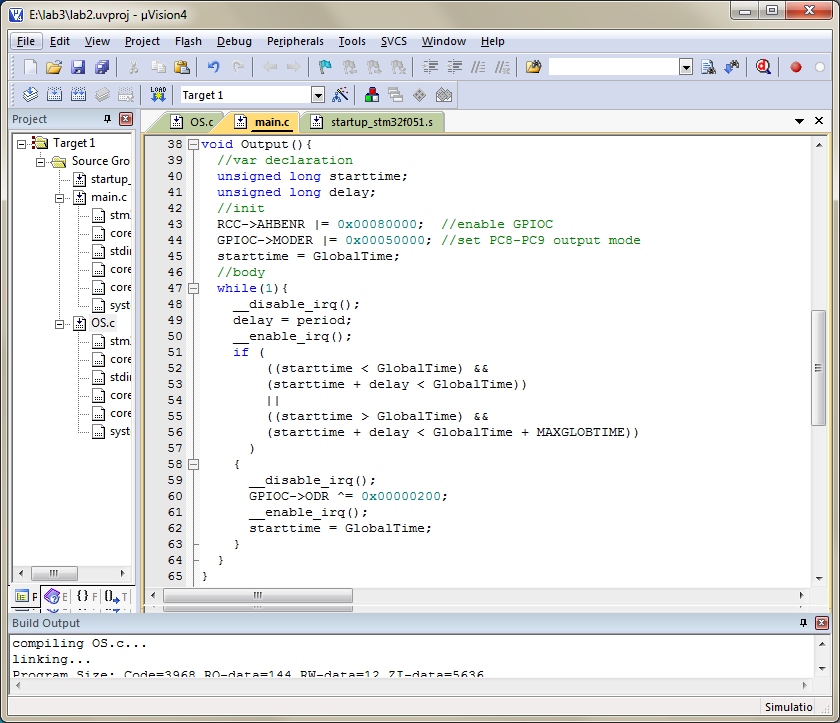 E:\lab3\lab2.uvproj - µVision4
File Edit View Project Flash Debug Peripherals Tools SVCS Window Help
LOAD Target 1
Project
OS.c main.c startup_stm32f051.s
Target 1
Source Gro
startup_
main.c
stm
core
stdi
core
core
syst
OS.c
stm
core
stdi
core
core
syst
P E {} F {} T
38 void Output(){
39 //var declaration
40 unsigned long starttime;
41 unsigned long delay;
42 //init
43 RCC->AHBENR |= 0x00080000; //enable GPIOC
44 GPIOC->MODER |= 0x00050000; //set PC8-PC9 output mode
45 starttime = GlobalTime;
46 //body
47 while(1){
48 __disable_irq();
49 delay = period;
50 __enable_irq();
51 if (
52 ((starttime < GlobalTime) &&
53 (starttime + delay < GlobalTime))
54 ||
55 ((starttime > GlobalTime) &&
56 (starttime + delay < GlobalTime + MAXGLOBTIME))
57 )
58 {
59 __disable_irq();
60 GPIOC->ODR ^= 0x00000200;
61 __enable_irq();
62 starttime = GlobalTime;
63 }
64 }
65 }
Build Output
compiling OS.c...
linking...
Program Size: Code=3968 RO-data=144 RW-data=12 ZI-data=5636
Simulatio